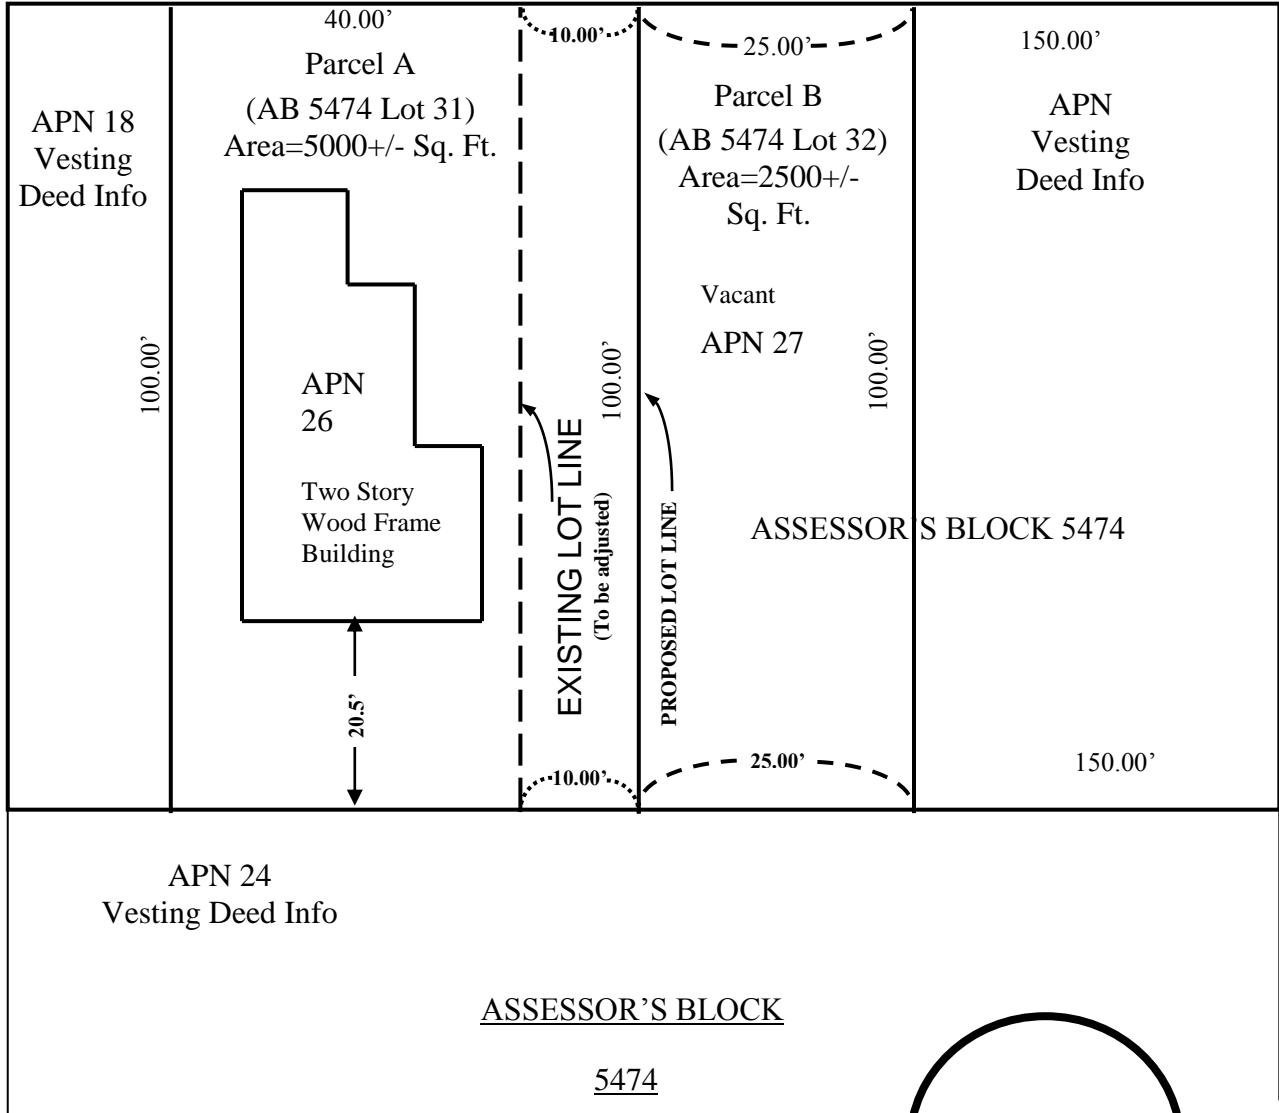 40.00’
10.00’
25.00’
150.00’
Parcel A
(AB 5474 Lot 31)
Area=5000+/- Sq. Ft.
Parcel B
(AB 5474 Lot 32)
Area=2500+/-
Sq. Ft.
APN
Vesting
Deed Info
APN 18
Vesting
Deed Info
Vacant
APN 27
100.00’
APN
26
Two Story
Wood Frame
Building
EXISTING LOT LINE
(To be adjusted)
100.00’
PROPOSED LOT LINE
100.00’
ASSESSOR’S BLOCK 5474
20.5’
10.00’
25.00’
150.00’
APN 24
Vesting Deed Info
ASSESSOR’S BLOCK
5474